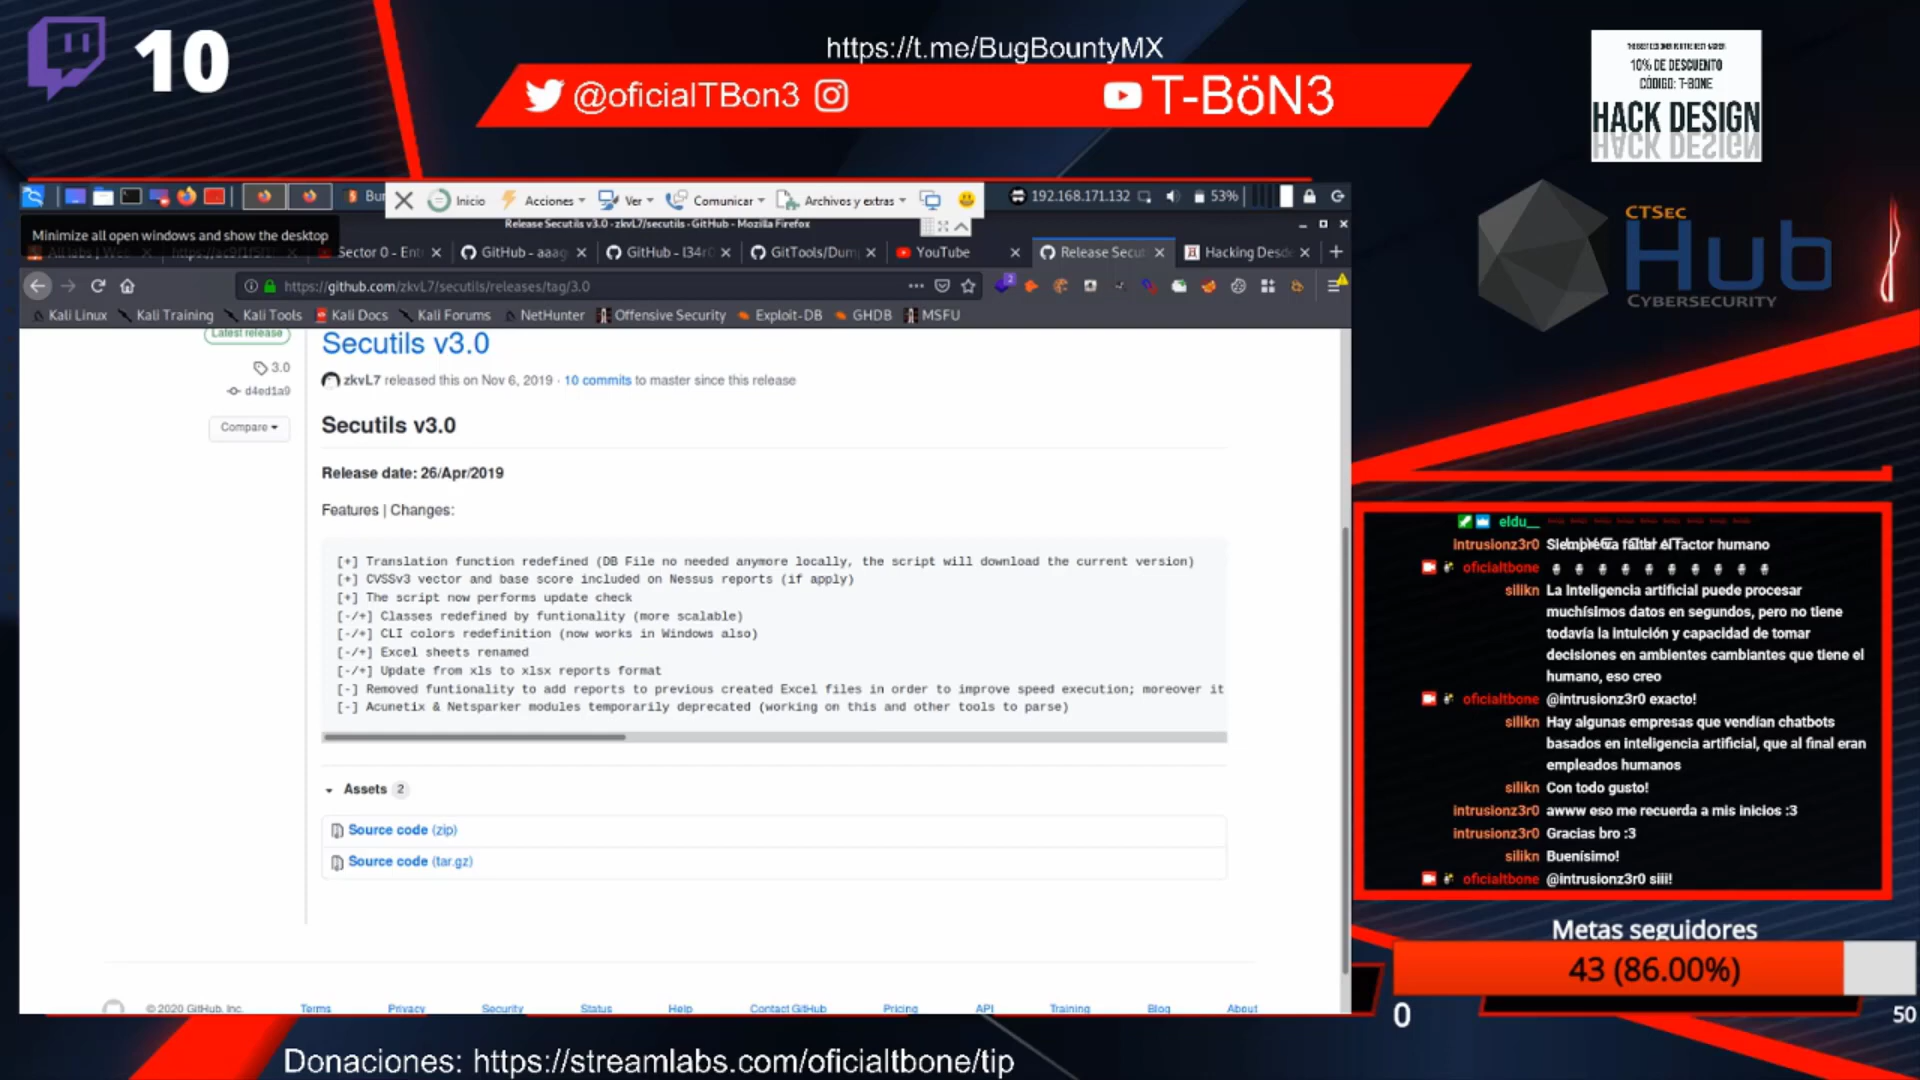 10
https://t.me/BugBountyMX
@oficialTBon3
T-BöN3
10% DE DESCUENTO
CÓDIGO: T-BONE
HACK DESIGN
CTSec
Hub
CYBERSECURITY
Inicio
Acciones
Ver
Comunicar
Archivos y extras
192.168.171.132
53%
Minimize all open windows and show the desktop
Release Secutils v3.0 · zkvL7/secutils · GitHub - Mozilla Firefox
Sector 0 - Ent
GitHub - aaag
GitHub - l34r0
GitTools/Dum
YouTube
Release Secut
Hacking Desd
https://github.com/zkvL7/secutils/releases/tag/3.0
Kali Linux
Kali Training
Kali Tools
Kali Docs
Kali Forums
NetHunter
Offensive Security
Exploit-DB
GHDB
MSFU
Latest release
3.0
d4ed1a9
Compare
Secutils v3.0
zkvL7 released this on Nov 6, 2019 · 10 commits to master since this release
Secutils v3.0
Release date: 26/Apr/2019
Features | Changes:
[+] Translation function redefined (DB File no needed anymore locally, the script will download the current version)
[+] CVSSv3 vector and base score included on Nessus reports (if apply)
[+] The script now performs update check
[-/+] Classes redefined by funtionality (more scalable)
[-/+] CLI colors redefinition (now works in Windows also)
[-/+] Excel sheets renamed
[-/+] Update from xls to xlsx reports format
[-] Removed funtionality to add reports to previous created Excel files in order to improve speed execution; moreover it
[-] Acunetix & Netsparker modules temporarily deprecated (working on this and other tools to parse)
Assets 2
Source code (zip)
Source code (tar.gz)
© 2020 GitHub, Inc.
Terms
Privacy
Security
Status
Help
Contact GitHub
Pricing
API
Training
Blog
About
eldu__
intrusionz3r0 Siempre va faltar el factor humano
oficialtbone
silikn La Inteligencia artificial puede procesar
muchísimos datos en segundos, pero no tiene
todavía la intuición y capacidad de tomar
decisiones en ambientes cambiantes que tiene el
humano, eso creo
oficialtbone @intrusionz3r0 exacto!
silikn Hay algunas empresas que vendían chatbots
basados en inteligencia artificial, que al final eran
empleados humanos
silikn Con todo gusto!
intrusionz3r0 awww eso me recuerda a mis inicios :3
intrusionz3r0 Gracias bro :3
silikn Buenísimo!
oficialtbone @intrusionz3r0 siii!
Metas seguidores
43 (86.00%)
0
50
Donaciones: https://streamlabs.com/oficialtbone/tip